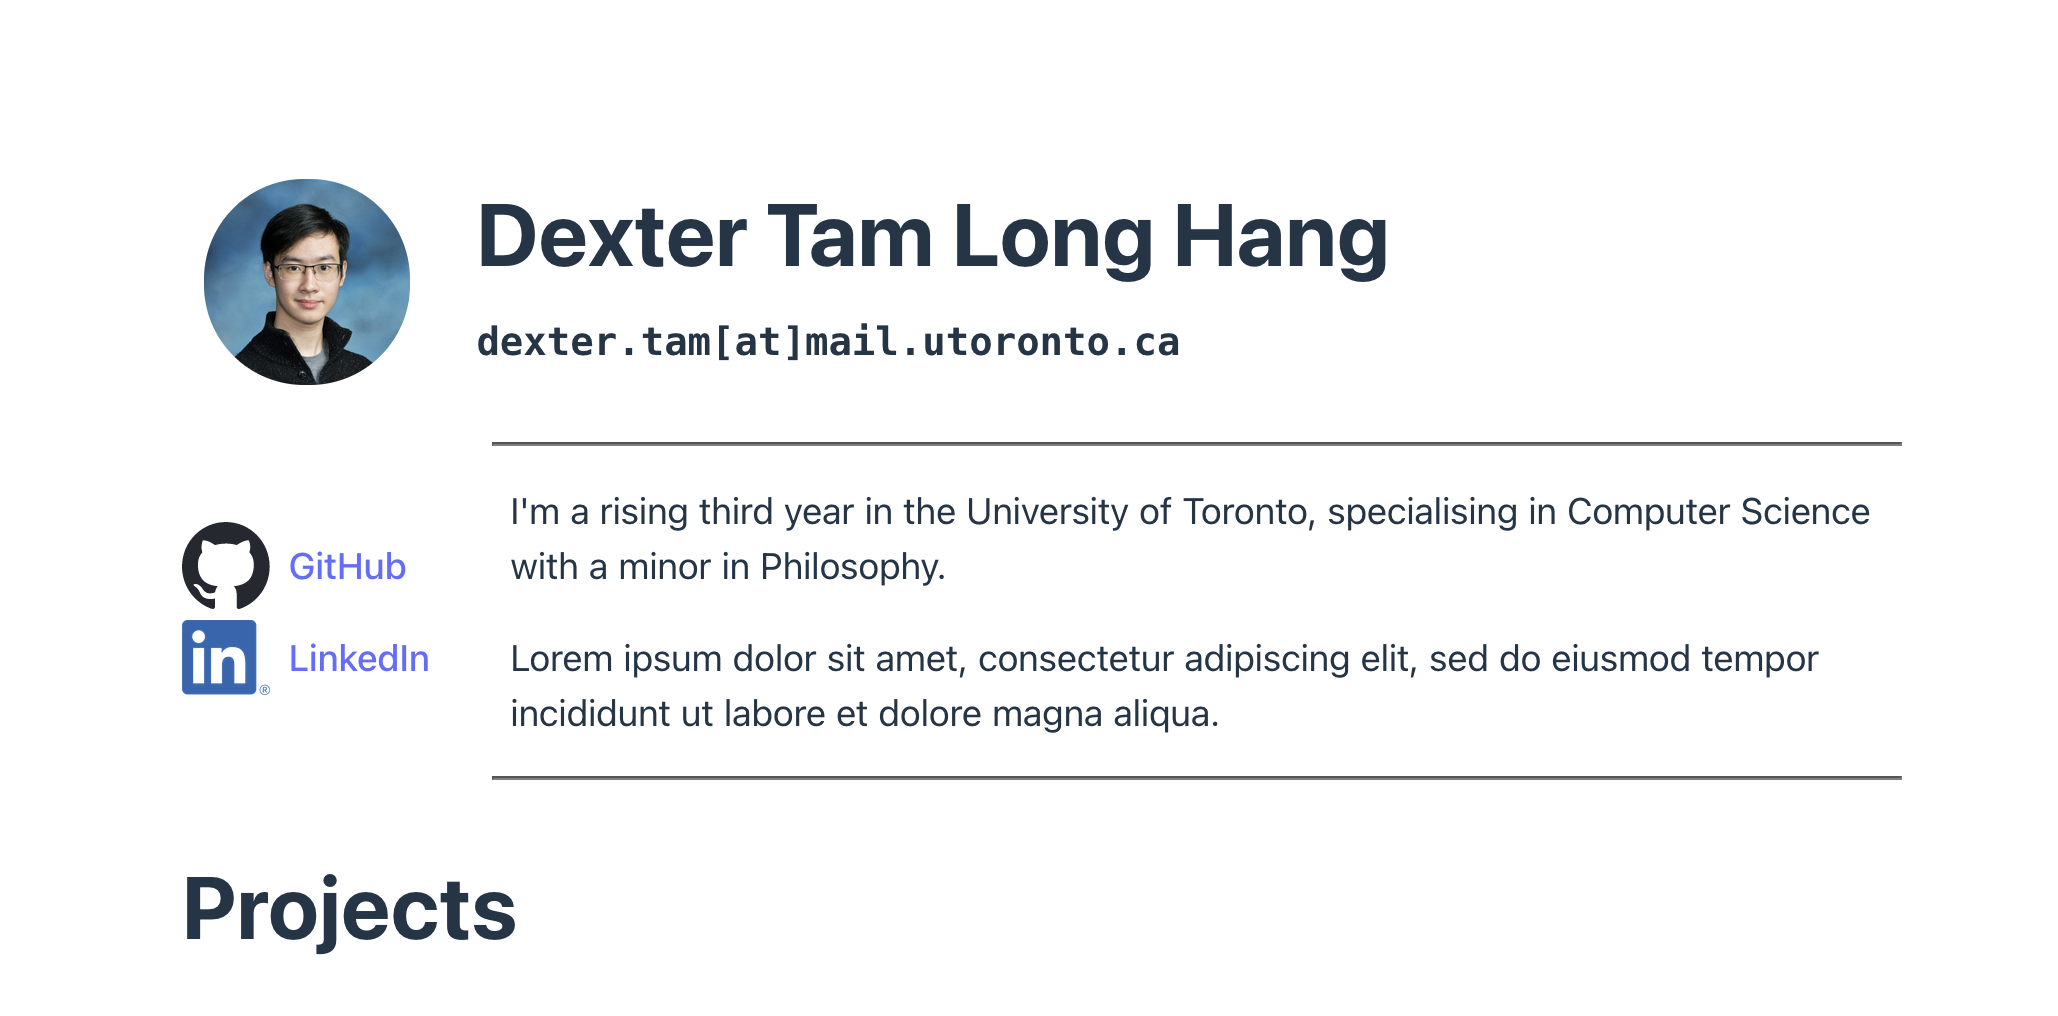 Dexter Tam Long Hang
dexter.tam[at]mail.utoronto.ca
I'm a rising third year in the University of Toronto, specialising in Computer Science
with a minor in Philosophy.
GitHub
in®
LinkedIn
Lorem ipsum dolor sit amet, consectetur adipiscing elit, sed do eiusmod tempor
incididunt ut labore et dolore magna aliqua.
Projects